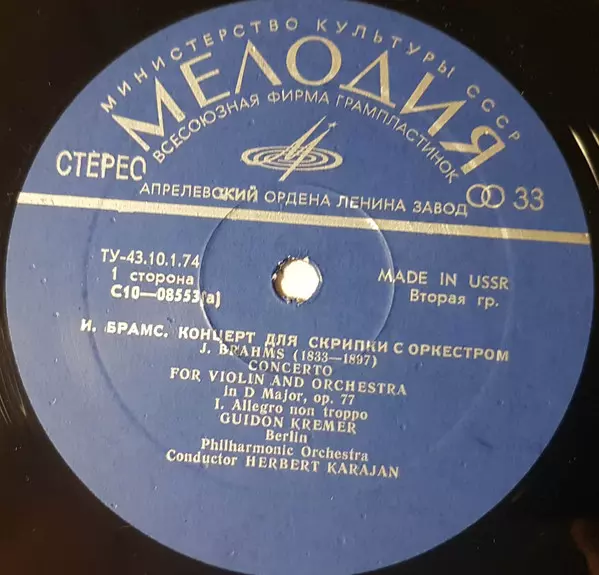 МИНИСТЕРСТВО КУЛЬТУРЫ СССР
МЕЛОДИЯ
ВСЕСОЮЗНАЯ ФИРМА ГРАМПЛАСТИНОК
СТЕРЕО
АПРЕЛЕВСКИЙ ОРДЕНА ЛЕНИНА ЗАВОД
33
ТУ-43.10.1.74
1 сторона
С10—08553(а)
MADE IN USSR
Вторая гр.
И. БРАМС. КОНЦЕРТ ДЛЯ СКРИПКИ С ОРКЕСТРОМ
J. BRAHMS (1833—1897)
CONCERTO
FOR VIOLIN AND ORCHESTRA
in D Major, op. 77
I. Allegro non troppo
GUIDON KREMER
Berlin
Philharmonic Orchestra
Conductor HERBERT KARAJAN